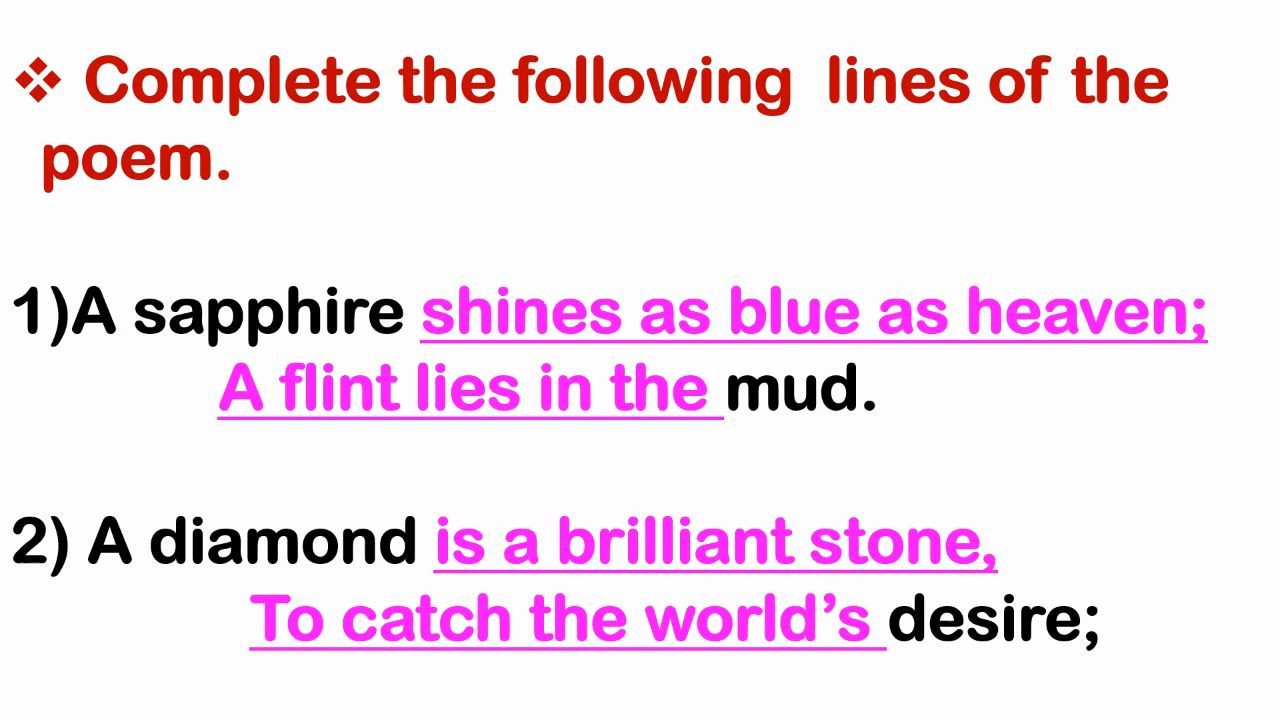 ❖ Complete the following lines of the
poem.
1)A sapphire shines as blue as heaven;
A flint lies in the mud.
2) A diamond is a brilliant stone,
To catch the world’s desire;